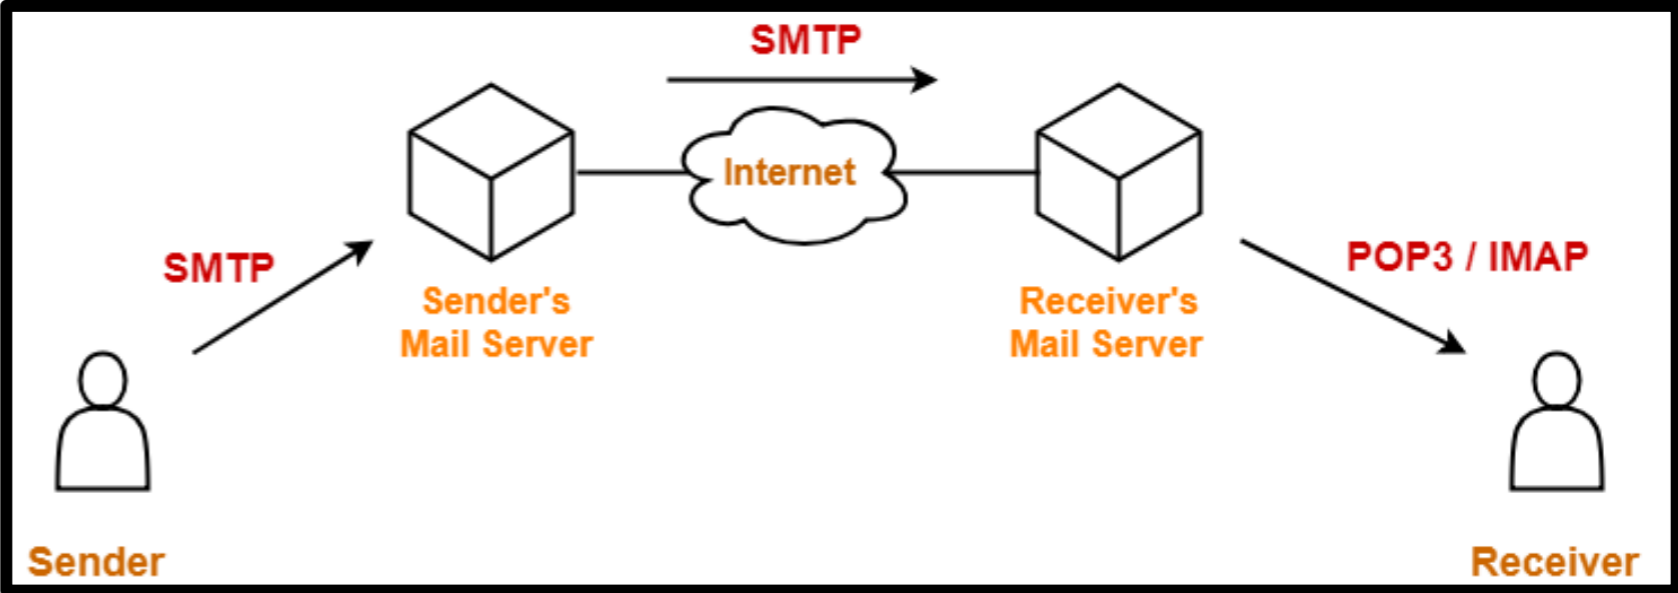 SMTP
Internet
SMTP
Sender's
Mail Server
Receiver's
Mail Server
POP3 / IMAP
Sender
Receiver